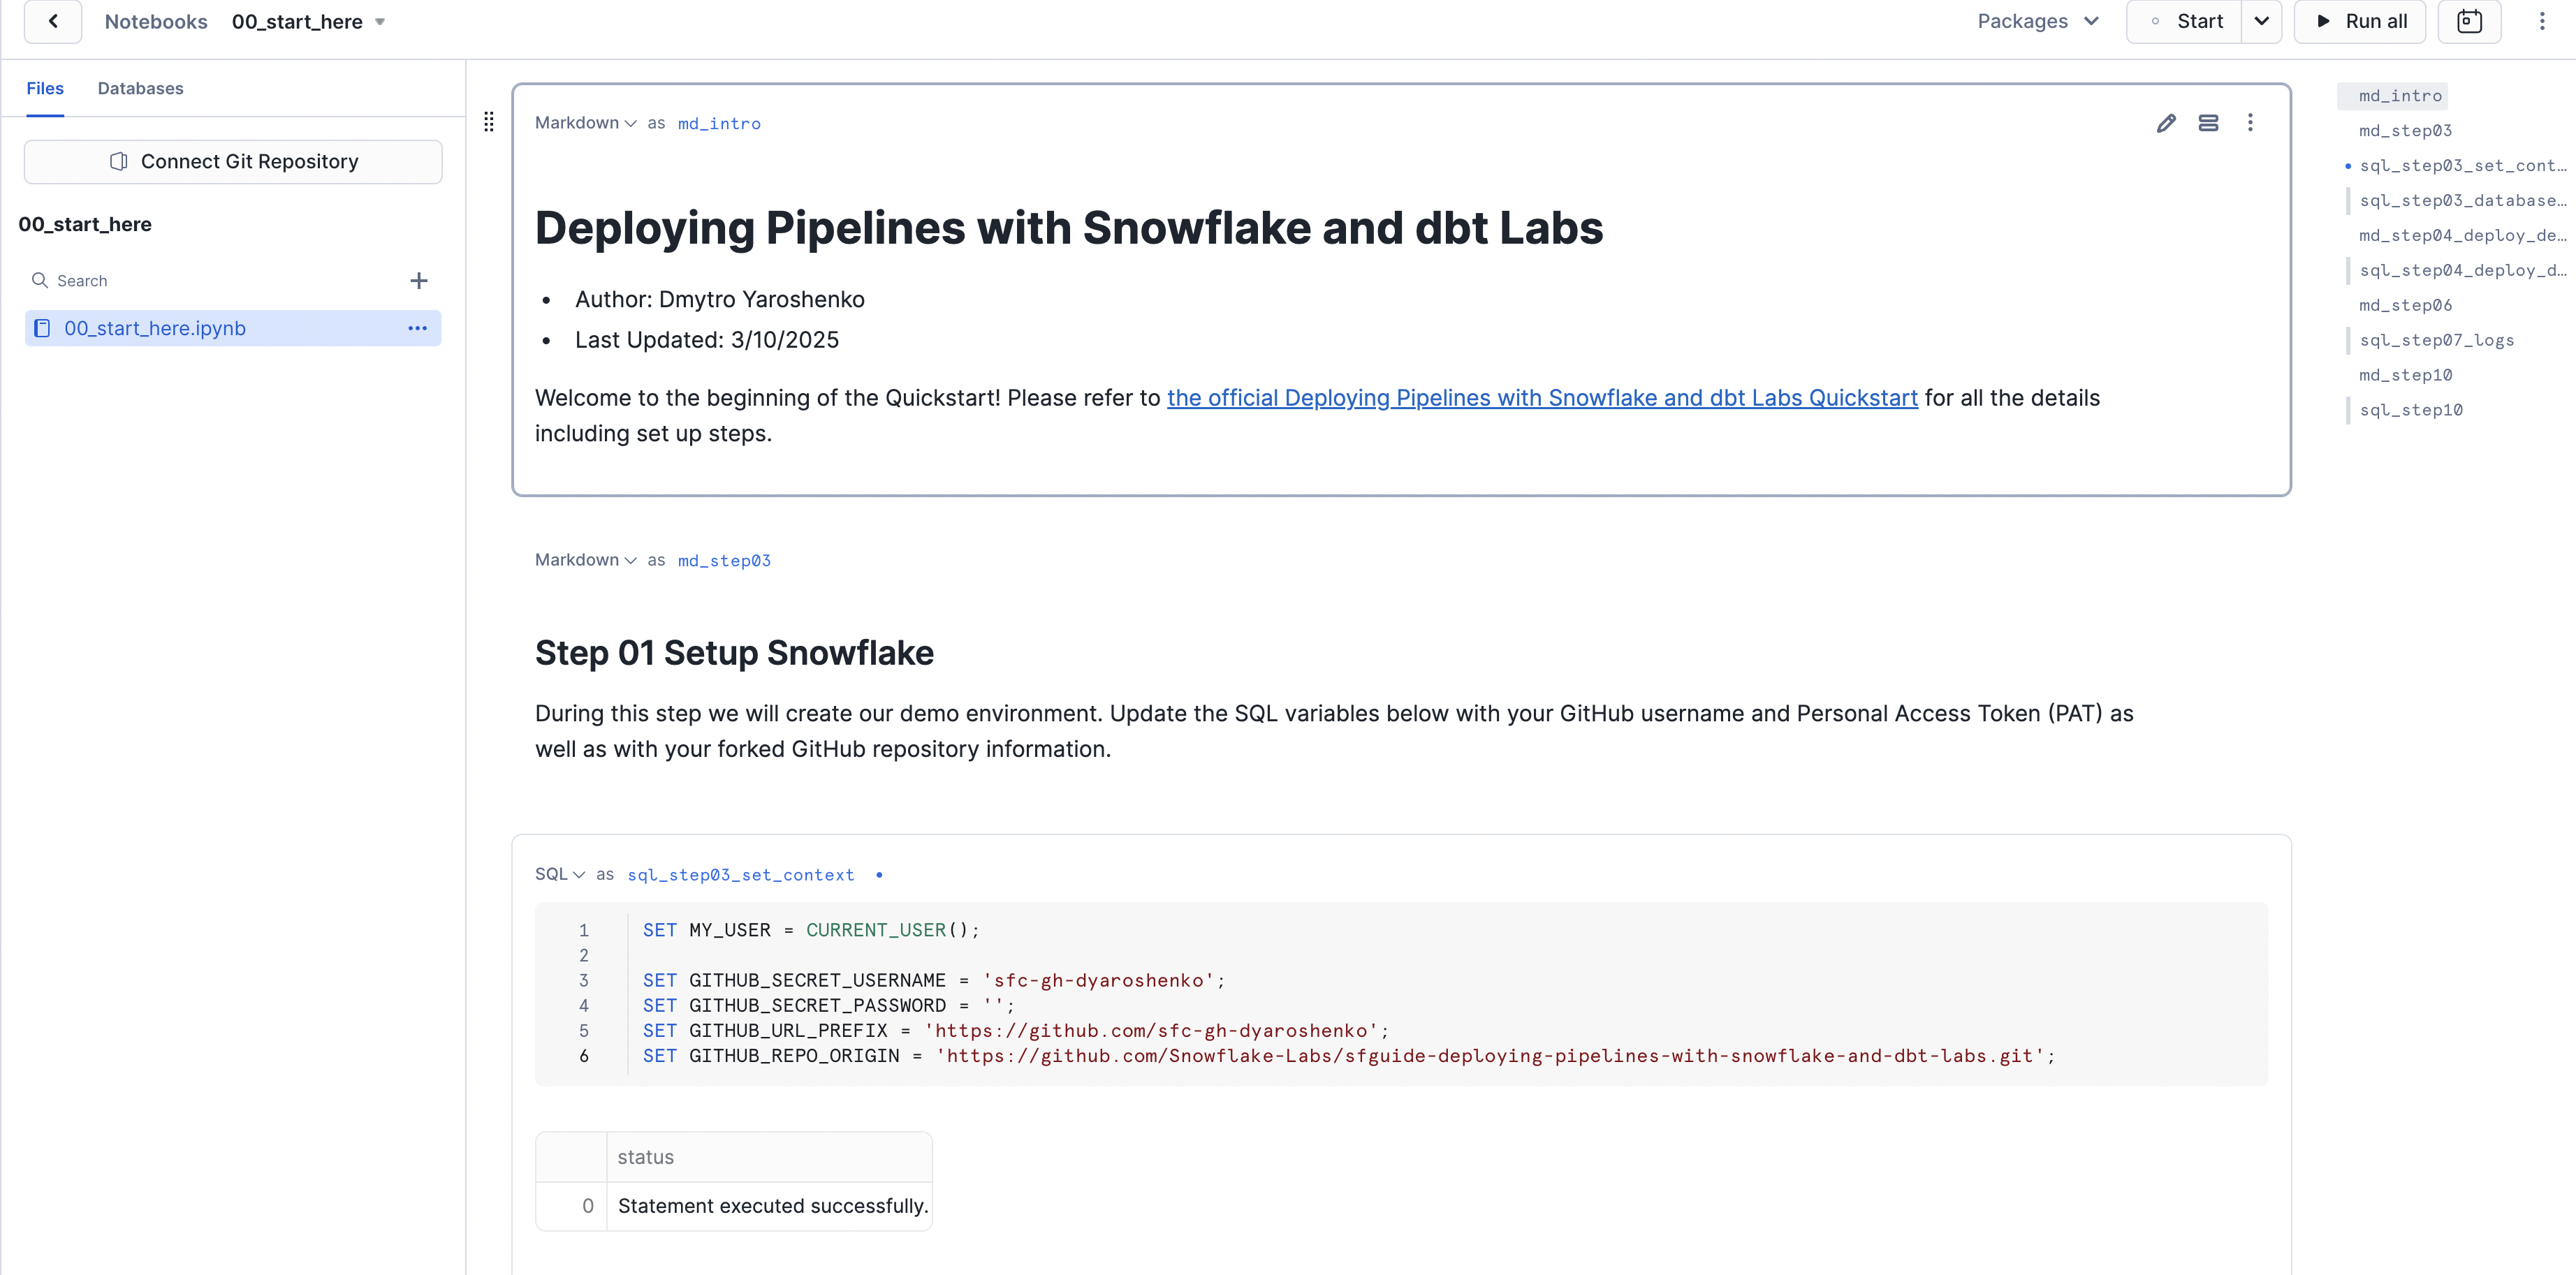 Notebooks 00_start_here
Packages Start Run all
Files Databases
Connect Git Repository
00_start_here
Search
00_start_here.ipynb
Markdown as md_intro
Deploying Pipelines with Snowflake and dbt Labs
Author: Dmytro Yaroshenko
Last Updated: 3/10/2025
Welcome to the beginning of the Quickstart! Please refer to the official Deploying Pipelines with Snowflake and dbt Labs Quickstart for all the details
including set up steps.
Markdown as md_step03
Step 01 Setup Snowflake
During this step we will create our demo environment. Update the SQL variables below with your GitHub username and Personal Access Token (PAT) as
well as with your forked GitHub repository information.
SQL as sql_step03_set_context
1 SET MY_USER = CURRENT_USER();
2
3 SET GITHUB_SECRET_USERNAME = 'sfc-gh-dyaroshenko';
4 SET GITHUB_SECRET_PASSWORD = '';
5 SET GITHUB_URL_PREFIX = 'https://github.com/sfc-gh-dyaroshenko';
6 SET GITHUB_REPO_ORIGIN = 'https://github.com/Snowflake-Labs/sfguide-deploying-pipelines-with-snowflake-and-dbt-labs.git';
status
0 Statement executed successfully.
md_intro
md_step03
sql_step03_set_cont…
sql_step03_database…
md_step04_deploy_de…
sql_step04_deploy_d…
md_step06
sql_step07_logs
md_step10
sql_step10